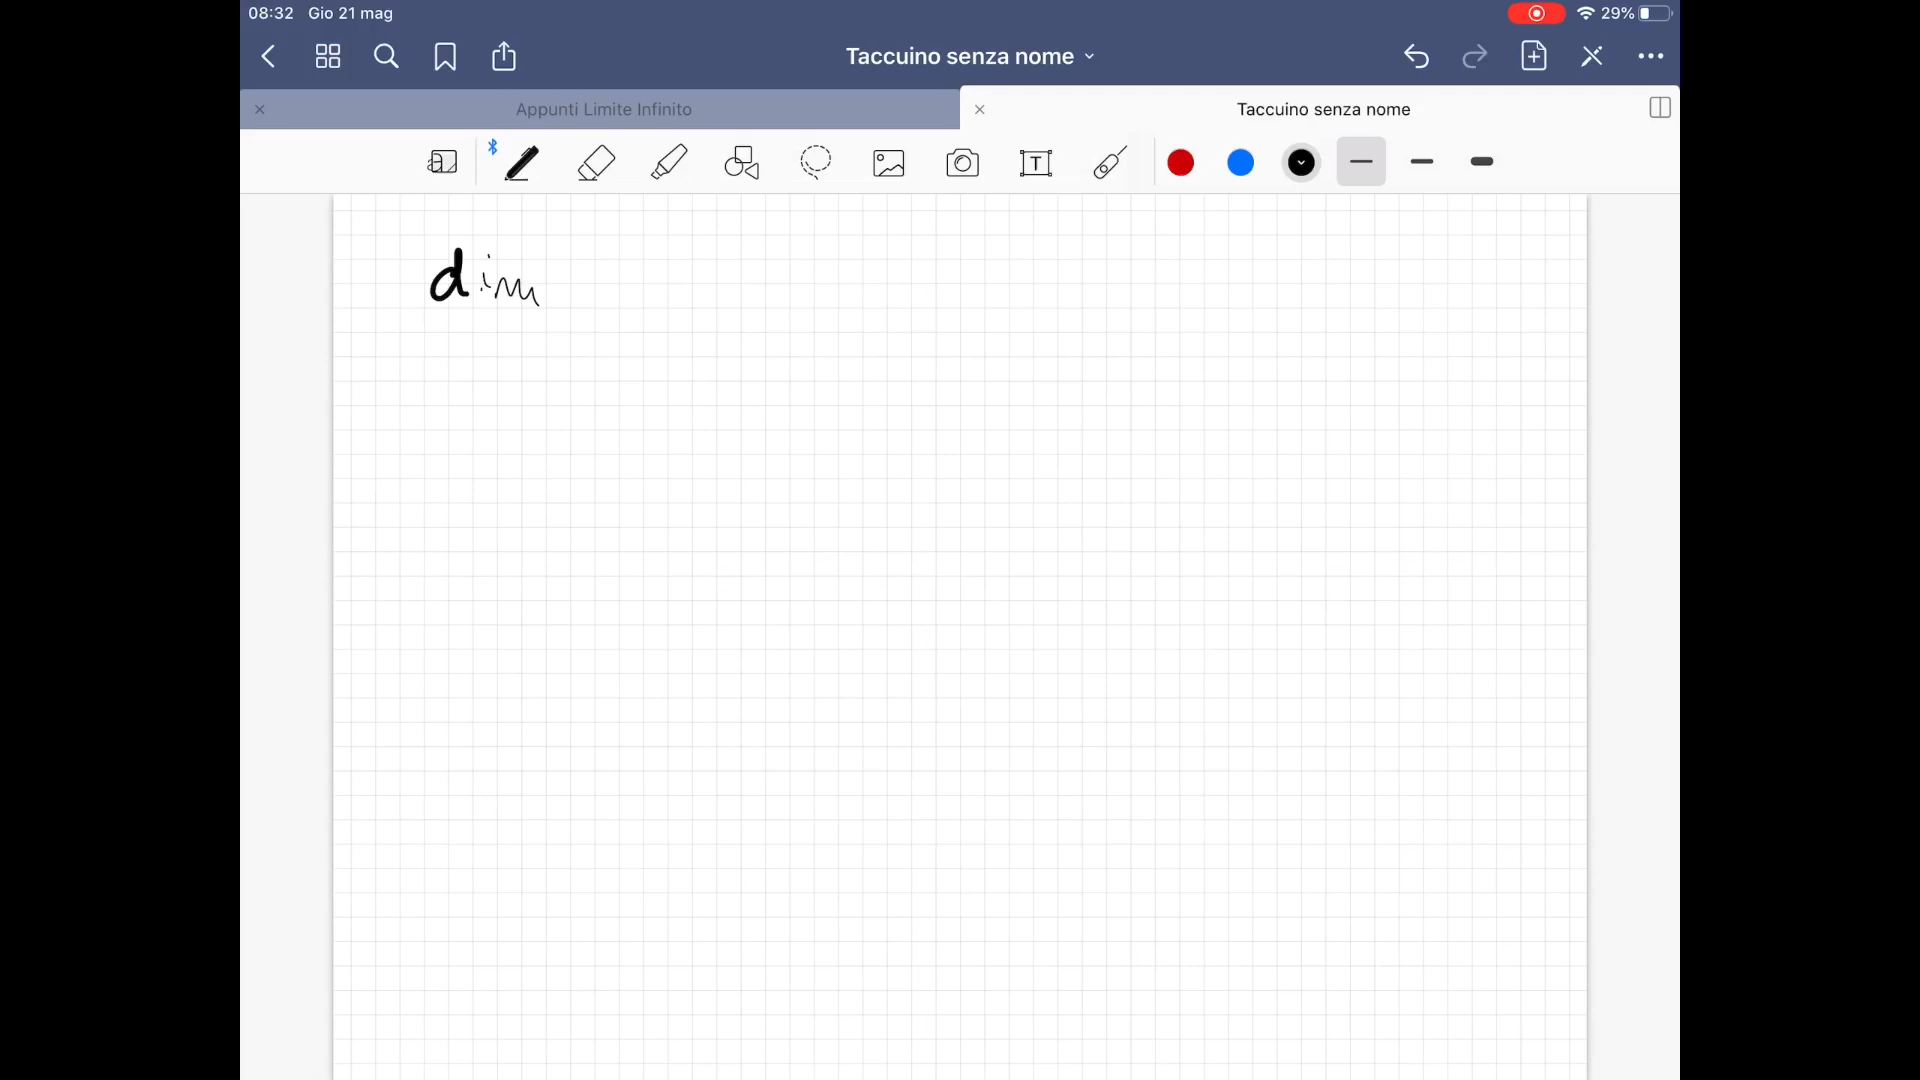 08:32 Gio 21 mag 29%
Taccuino senza nome
Appunti Limite Infinito Taccuino senza nome
dim